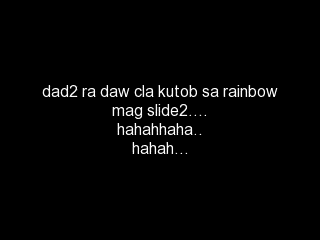 dad2 ra daw cla kutob sa rainbow
mag slide2....
hahahhaha..
hahah...